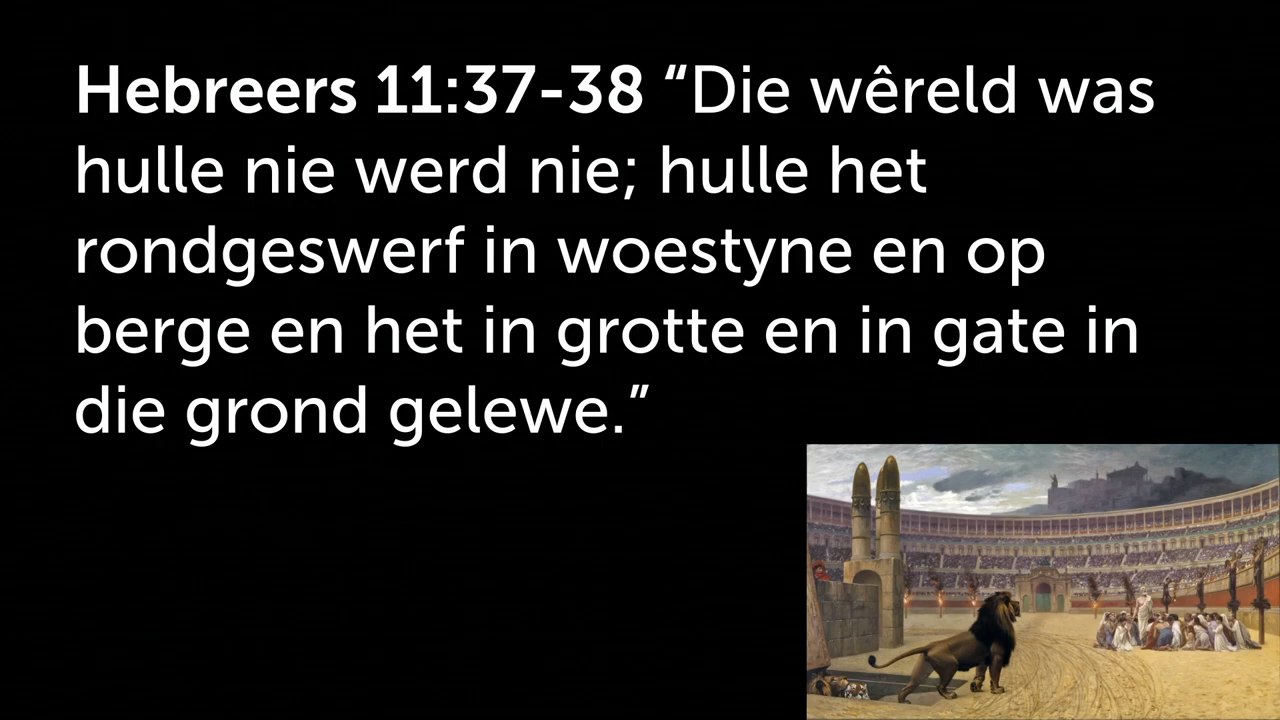 Hebreers 11:37-38 “Die wêreld was
hulle nie werd nie; hulle het
rondgeswerf in woestyne en op
berge en het in grotte en in gate in
die grond gelewe.”